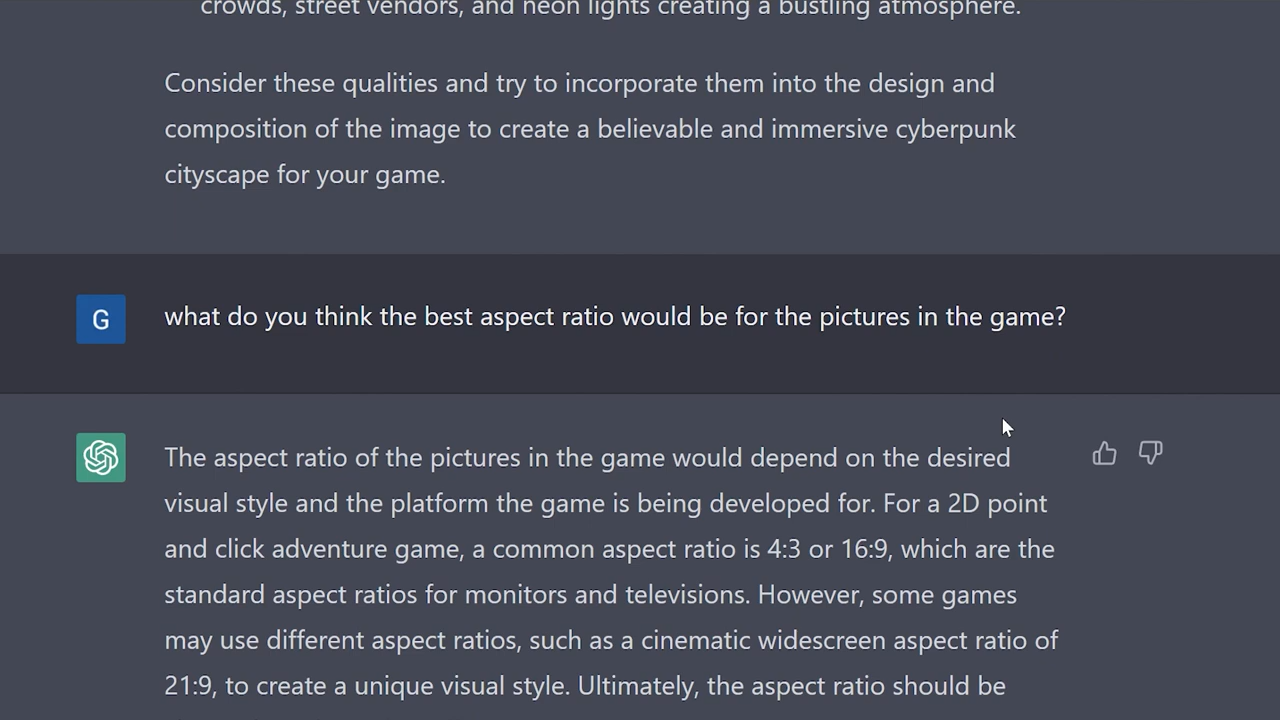 crowds, street vendors, and neon lights creating a bustling atmosphere.
Consider these qualities and try to incorporate them into the design and
composition of the image to create a believable and immersive cyberpunk
cityscape for your game.
G
what do you think the best aspect ratio would be for the pictures in the game?
The aspect ratio of the pictures in the game would depend on the desired
visual style and the platform the game is being developed for. For a 2D point
and click adventure game, a common aspect ratio is 4:3 or 16:9, which are the
standard aspect ratios for monitors and televisions. However, some games
may use different aspect ratios, such as a cinematic widescreen aspect ratio of
21:9, to create a unique visual style. Ultimately, the aspect ratio should be